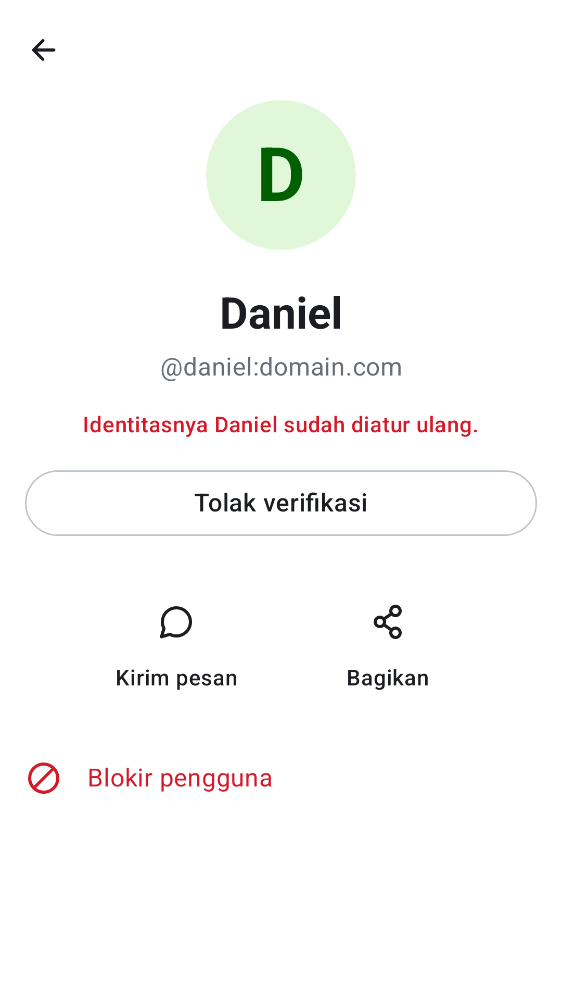 D
Daniel
@daniel:domain.com
Identitasnya Daniel sudah diatur ulang.
Tolak verifikasi
Kirim pesan
Bagikan
Blokir pengguna